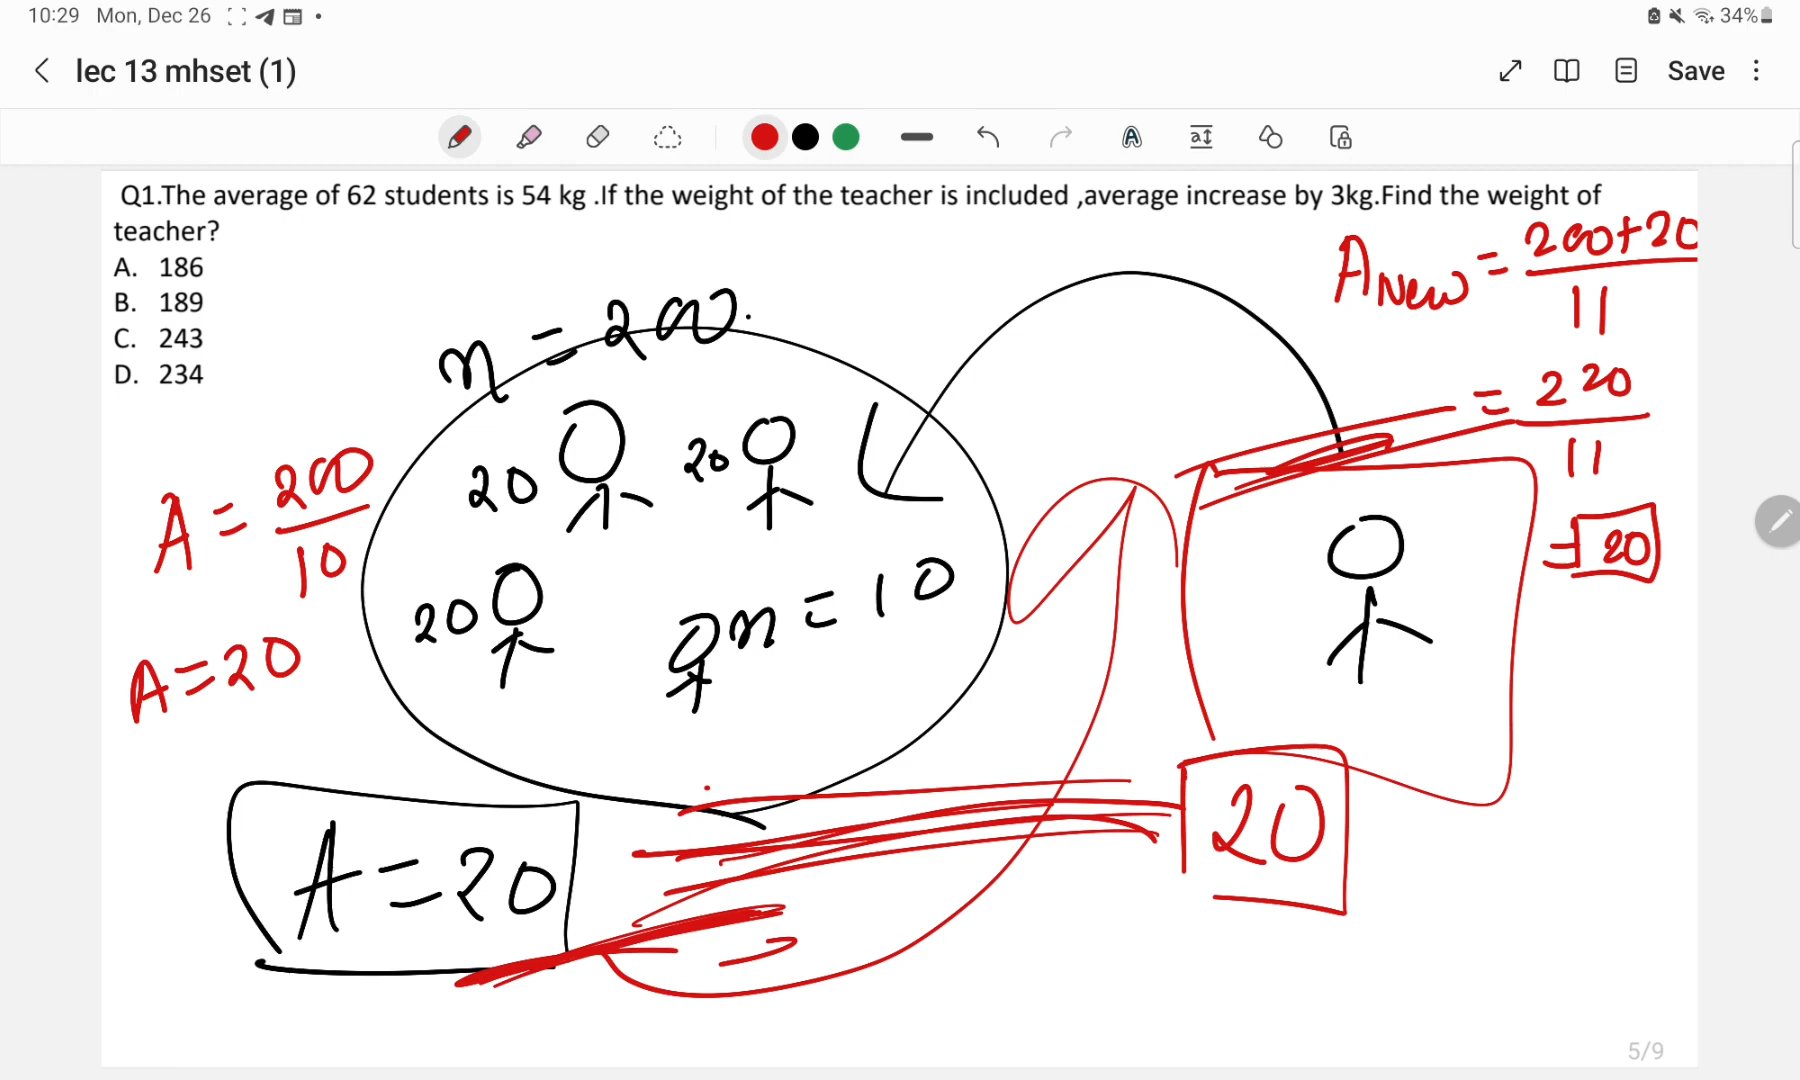 10:29 Mon, Dec 26
34%
lec 13 mhset (1)
Save
Q1.The average of 62 students is 54 kg .If the weight of the teacher is included ,average increase by 3kg.Find the weight of
teacher?
A. 186
B. 189
C. 243
D. 234
n = 200.
A New = 200+20
11
= 220
11
= 20
20
20
A = 200
10
20
n = 10
A=20
20
A=20